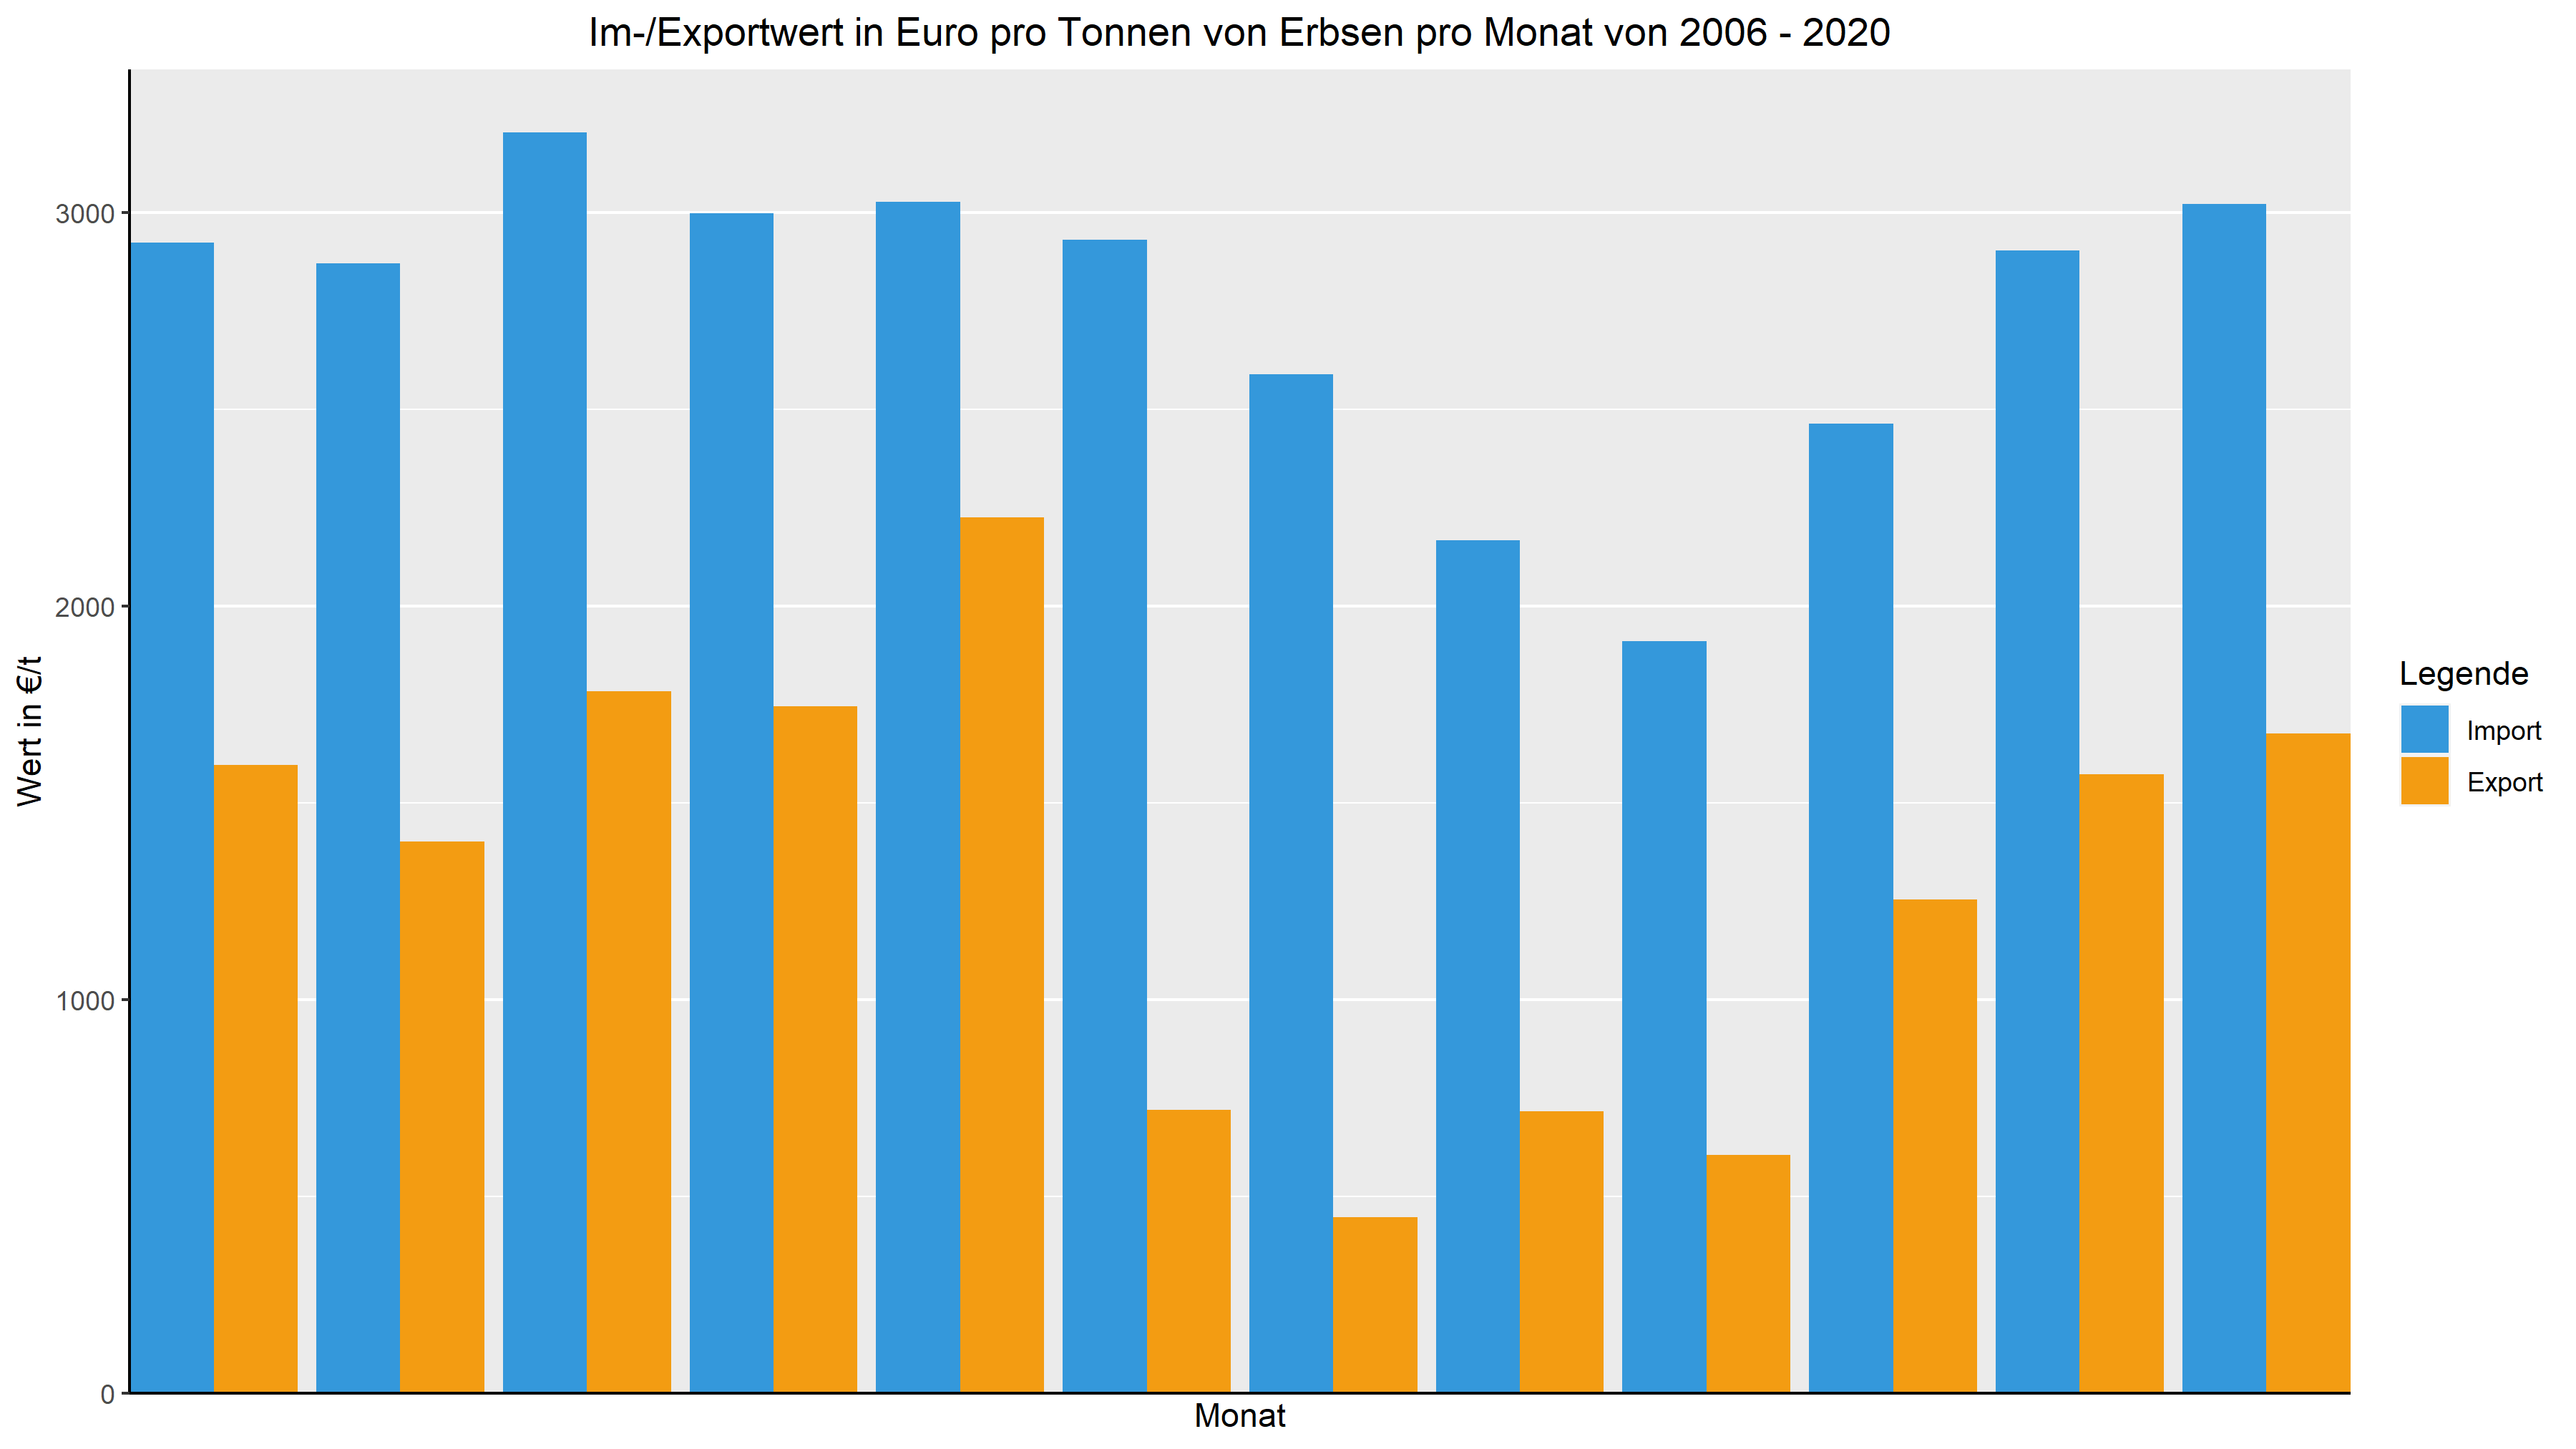 Im-/Exportwert in Euro pro Tonnen von Erbsen pro Monat von 2006 - 2020
Wert in €/t
3000
2000
1000
0
Monat
Legende
Import
Export